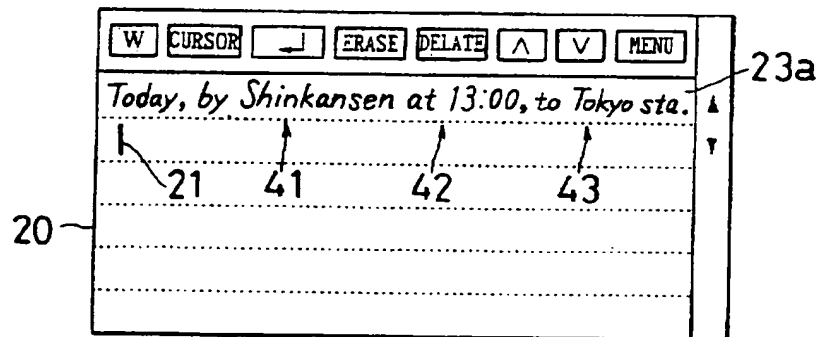 W CURSOR ↵ ERASE DELATE ∧ ∨ MENU
23a
Today, by Shinkansen at 13:00, to Tokyo sta.
21 41 42 43
20